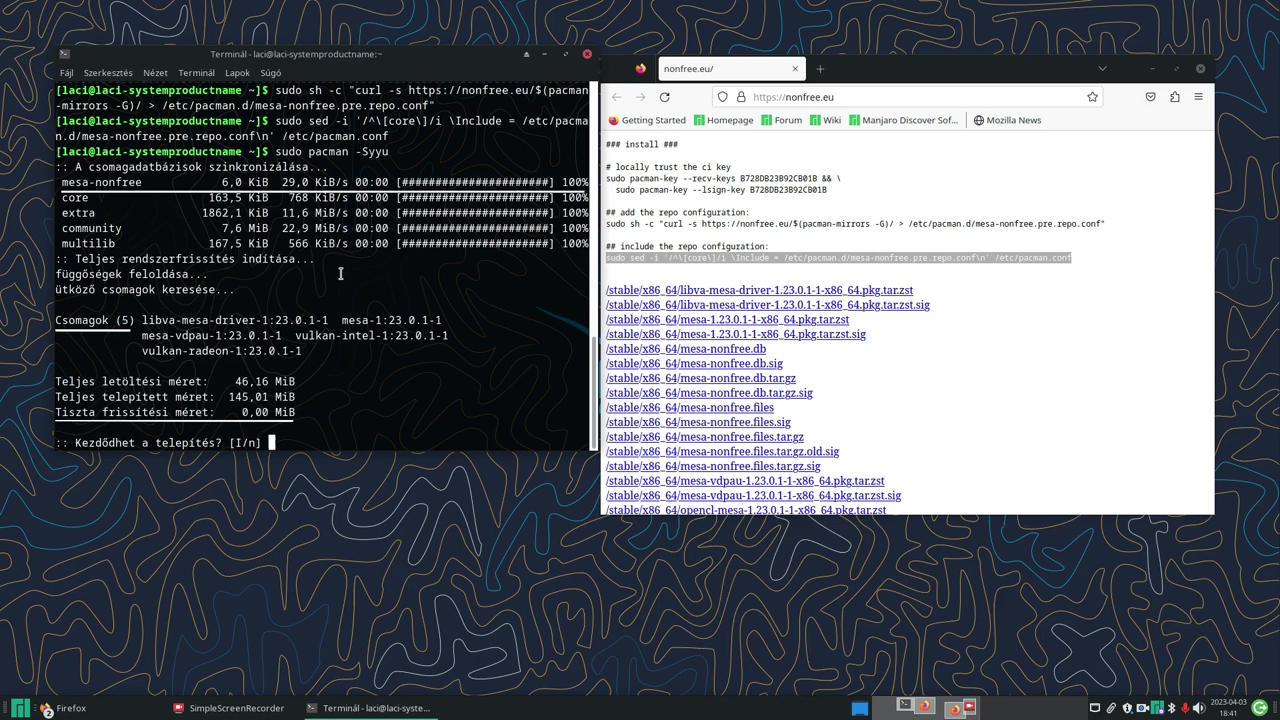 Terminál - laci@laci-systemproductname:~
Fájl Szerkesztés Nézet Terminál Lapok Súgó
[laci@laci-systemproductname ~]$ sudo sh -c "curl -s https://nonfree.eu/$(pacman
-mirrors -G)/ > /etc/pacman.d/mesa-nonfree.pre.repo.conf"
[laci@laci-systemproductname ~]$ sudo sed -i '/^\[core\]/i \Include = /etc/pacma
n.d/mesa-nonfree.pre.repo.conf\n' /etc/pacman.conf
[laci@laci-systemproductname ~]$ sudo pacman -Syyu
:: A csomagadatbázisok szinkronizálása...
mesa-nonfree 6,0 KiB 29,0 KiB/s 00:00 [######################] 100%
core 163,5 KiB 768 KiB/s 00:00 [######################] 100%
extra 1862,1 KiB 11,6 MiB/s 00:00 [######################] 100%
community 7,6 MiB 22,9 MiB/s 00:00 [######################] 100%
multilib 167,5 KiB 566 KiB/s 00:00 [######################] 100%
:: Teljes rendszerfrissítés indítása...
függőségek feloldása...
ütköző csomagok keresése...
Csomagok (5) libva-mesa-driver-1:23.0.1-1 mesa-1:23.0.1-1
mesa-vdpau-1:23.0.1-1 vulkan-intel-1:23.0.1-1
vulkan-radeon-1:23.0.1-1
Teljes letöltési méret: 46,16 MiB
Teljes telepített méret: 145,01 MiB
Tiszta frissítési méret: 0,00 MiB
:: Kezdődhet a telepítés? [I/n]
nonfree.eu/
https://nonfree.eu
Getting Started Homepage Forum Wiki Manjaro Discover Sof... Mozilla News
### install ###
# locally trust the ci key
sudo pacman-key --recv-keys B728DB23B92CB01B && \
sudo pacman-key --lsign-key B728DB23B92CB01B
## add the repo configuration:
sudo sh -c "curl -s https://nonfree.eu/$(pacman-mirrors -G)/ > /etc/pacman.d/mesa-nonfree.pre.repo.conf"
## include the repo configuration:
sudo sed -i '/^\[core\]/i \Include = /etc/pacman.d/mesa-nonfree.pre.repo.conf\n' /etc/pacman.conf
/stable/x86_64/libva-mesa-driver-1.23.0.1-1-x86_64.pkg.tar.zst
/stable/x86_64/libva-mesa-driver-1.23.0.1-1-x86_64.pkg.tar.zst.sig
/stable/x86_64/mesa-1.23.0.1-1-x86_64.pkg.tar.zst
/stable/x86_64/mesa-1.23.0.1-1-x86_64.pkg.tar.zst.sig
/stable/x86_64/mesa-nonfree.db
/stable/x86_64/mesa-nonfree.db.sig
/stable/x86_64/mesa-nonfree.db.tar.gz
/stable/x86_64/mesa-nonfree.db.tar.gz.sig
/stable/x86_64/mesa-nonfree.files
/stable/x86_64/mesa-nonfree.files.sig
/stable/x86_64/mesa-nonfree.files.tar.gz
/stable/x86_64/mesa-nonfree.files.tar.gz.old.sig
/stable/x86_64/mesa-nonfree.files.tar.gz.sig
/stable/x86_64/mesa-vdpau-1.23.0.1-1-x86_64.pkg.tar.zst
/stable/x86_64/mesa-vdpau-1.23.0.1-1-x86_64.pkg.tar.zst.sig
/stable/x86_64/opencl-mesa-1.23.0.1-1-x86_64.pkg.tar.zst
2 Firefox SimpleScreenRecorder Terminál - laci@laci-syste...
2023-04-03
18:41